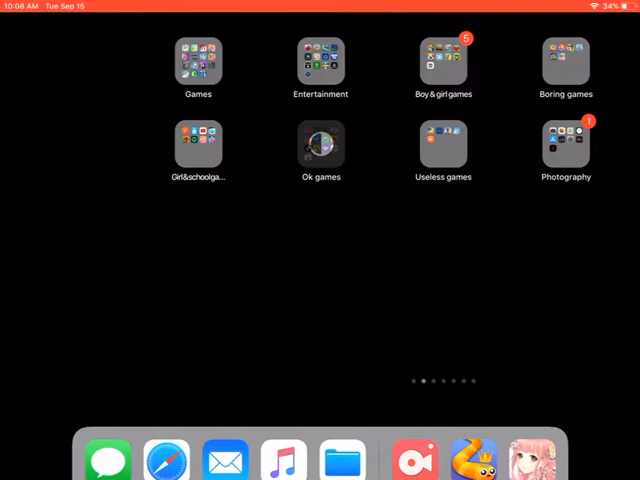 10:08 AM Tue Sep 15 34%
5
Games Entertainment Boy & girl games Boring games
1
Girl&schoolga... Ok games Useless games Photography